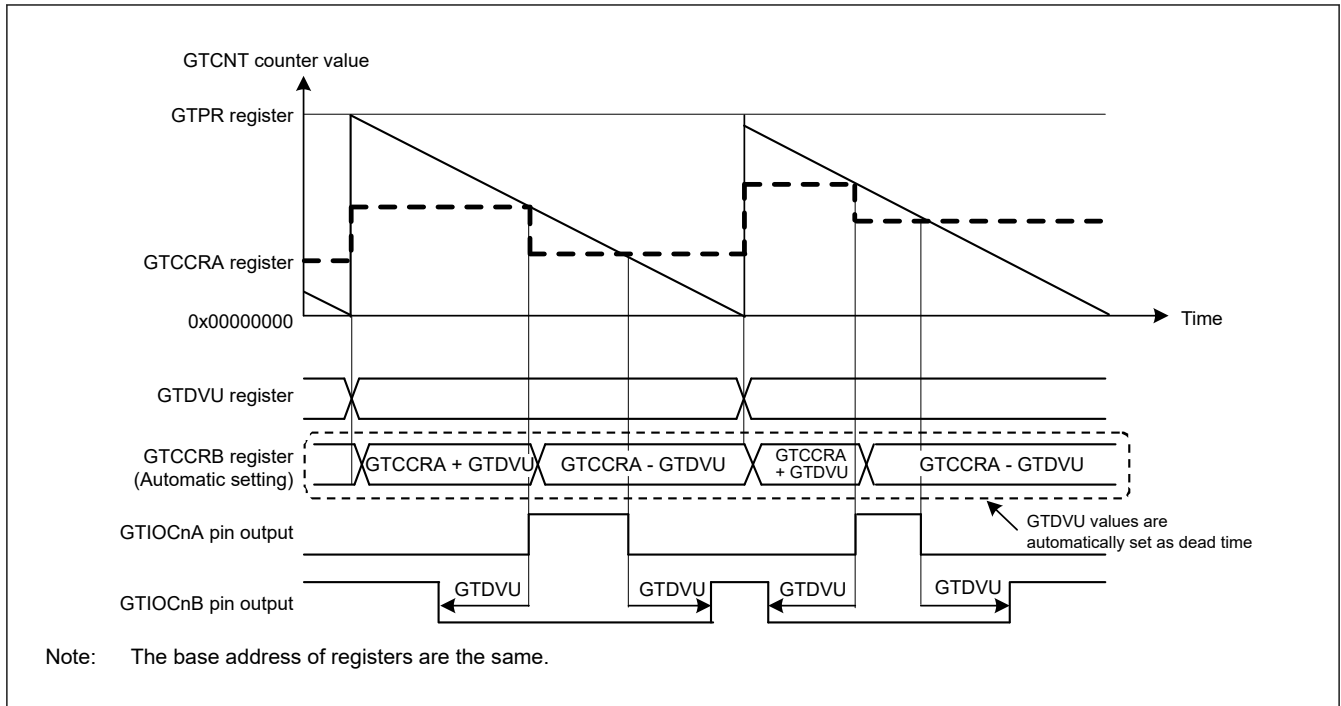 GTCNT counter value
GTPR register
GTCCRA register
0x00000000
Time
GTDVU register
GTCCRB register
(Automatic setting)
GTCCRA + GTDVU
GTCCRA - GTDVU
GTCCRA
+ GTDVU
GTCCRA - GTDVU
GTDVU values are
automatically set as dead time
GTIOCnA pin output
GTIOCnB pin output
GTDVU
GTDVU
GTDVU
GTDVU
Note: The base address of registers are the same.